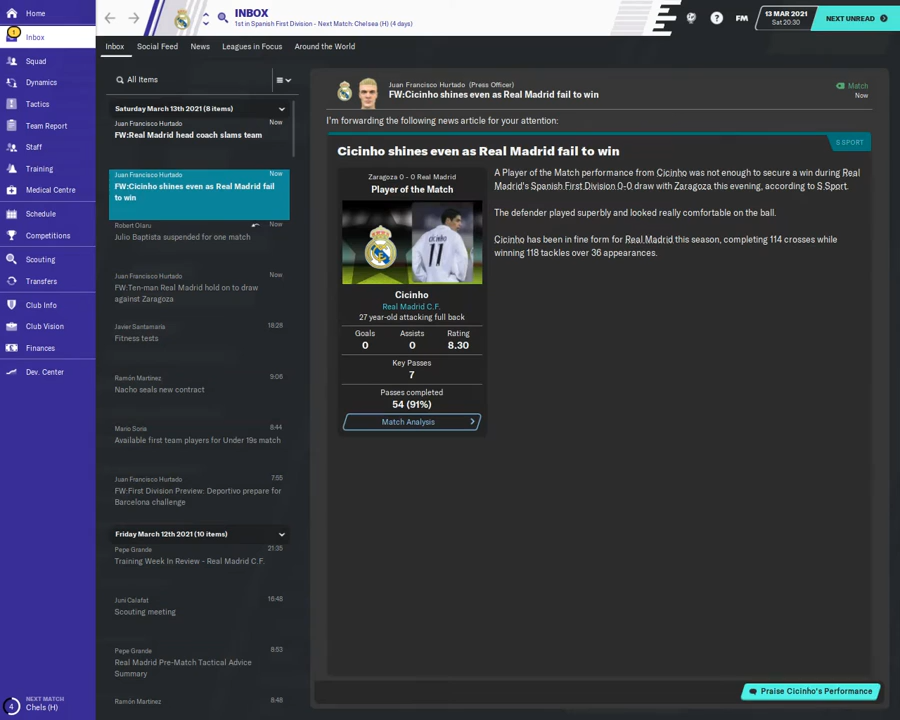 Home
Inbox
Squad
Dynamics
Tactics
Team Report
Staff
Training
Medical Centre
Schedule
Competitions
Scouting
Transfers
Club Info
Club Vision
Finances
Dev. Center
4
NEXT MATCH
Chels (H)
INBOX
1st in Spanish First Division - Next Match: Chelsea (H) (4 days)
?
FM
13 MAR 2021
Sat 20:30
NEXT UNREAD
Inbox
Social Feed
News
Leagues in Focus
Around the World
All Items
Saturday March 13th 2021 (8 items)
Juan Francisco Hurtado
Now
FW:Real Madrid head coach slams team
Juan Francisco Hurtado
Now
FW:Cicinho shines even as Real Madrid fail
to win
Robert Olaru
Now
Julio Baptista suspended for one match
Juan Francisco Hurtado
Now
FW:Ten-man Real Madrid hold on to draw
against Zaragoza
Javier Santamaria
18:28
Fitness tests
Ramón Martínez
9:06
Nacho seals new contract
Mario Soria
8:44
Available first team players for Under 19s match
Juan Francisco Hurtado
7:55
FW:First Division Preview: Deportivo prepare for
Barcelona challenge
Friday March 12th 2021 (10 items)
Pepe Grande
21:35
Training Week In Review - Real Madrid C.F.
Juni Calafat
16:48
Scouting meeting
Pepe Grande
8:53
Real Madrid Pre-Match Tactical Advice
Summary
Ramón Martínez
8:48
Juan Francisco Hurtado (Press Officer)
FW:Cicinho shines even as Real Madrid fail to win
Match
Now
I'm forwarding the following news article for your attention:
S SPORT
Cicinho shines even as Real Madrid fail to win
Zaragoza 0 - 0 Real Madrid
Player of the Match
cicinho
11
Cicinho
Real Madrid C.F.
27 year-old attacking full back
Goals
Assists
Rating
0
0
8.30
Key Passes
7
Passes completed
54 (91%)
Match Analysis
A Player of the Match performance from Cicinho was not enough to secure a win during Real
Madrid's Spanish First Division 0-0 draw with Zaragoza this evening, according to S.Sport.
The defender played superbly and looked really comfortable on the ball.
Cicinho has been in fine form for Real Madrid this season, completing 114 crosses while
winning 118 tackles over 36 appearances.
Praise Cicinho's Performance